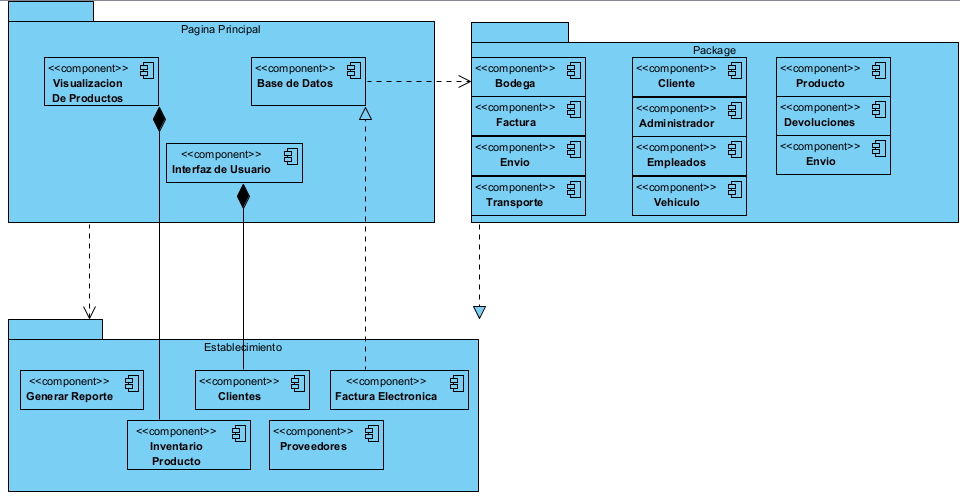 Pagina Principal
<<component>>
Visualizacion
De Productos
<<component>>
Base de Datos
<<component>>
Interfaz de Usuario
Package
<<component>>
Bodega
<<component>>
Factura
<<component>>
Envio
<<component>>
Transporte
<<component>>
Cliente
<<component>>
Administrador
<<component>>
Empleados
<<component>>
Vehiculo
<<component>>
Producto
<<component>>
Devoluciones
<<component>>
Envio
Establecimiento
<<component>>
Generar Reporte
<<component>>
Clientes
<<component>>
Factura Electronica
<<component>>
Inventario
Producto
<<component>>
Proveedores